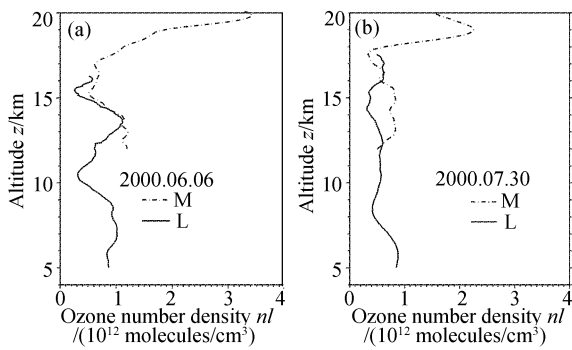 (a)
20
15
10
5
Altitude z/km
2000.06.06
M
L
0 1 2 3 4
Ozone number density nl
/(10¹² molecules/cm³)
(b)
20
15
10
5
Altitude z/km
2000.07.30
M
L
0 1 2 3 4
Ozone number density nl
/(10¹² molecules/cm³)